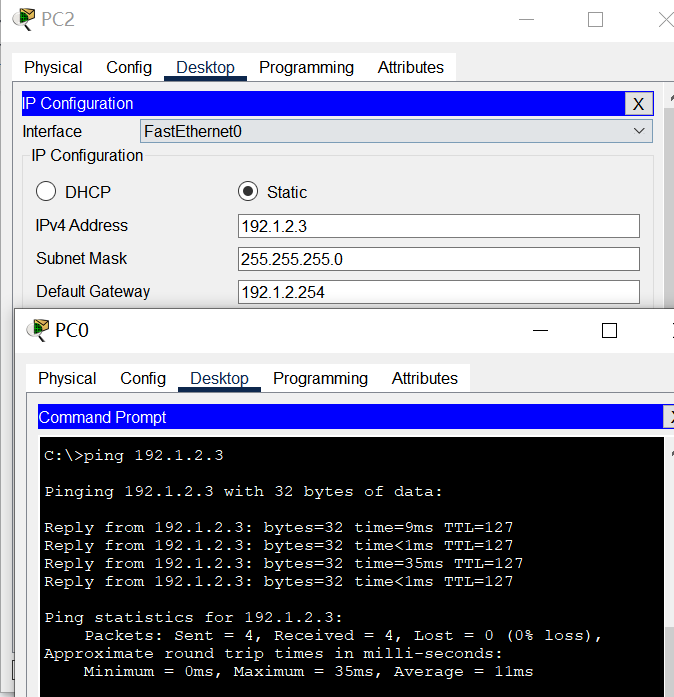 PC2
Physical Config Desktop Programming Attributes
IP Configuration X
Interface FastEthernet0
IP Configuration
DHCP Static
IPv4 Address 192.1.2.3
Subnet Mask 255.255.255.0
Default Gateway 192.1.2.254
PC0
Physical Config Desktop Programming Attributes
Command Prompt
C:\>ping 192.1.2.3
Pinging 192.1.2.3 with 32 bytes of data:
Reply from 192.1.2.3: bytes=32 time=9ms TTL=127
Reply from 192.1.2.3: bytes=32 time<1ms TTL=127
Reply from 192.1.2.3: bytes=32 time=35ms TTL=127
Reply from 192.1.2.3: bytes=32 time<1ms TTL=127
Ping statistics for 192.1.2.3:
Packets: Sent = 4, Received = 4, Lost = 0 (0% loss),
Approximate round trip times in milli-seconds:
Minimum = 0ms, Maximum = 35ms, Average = 11ms